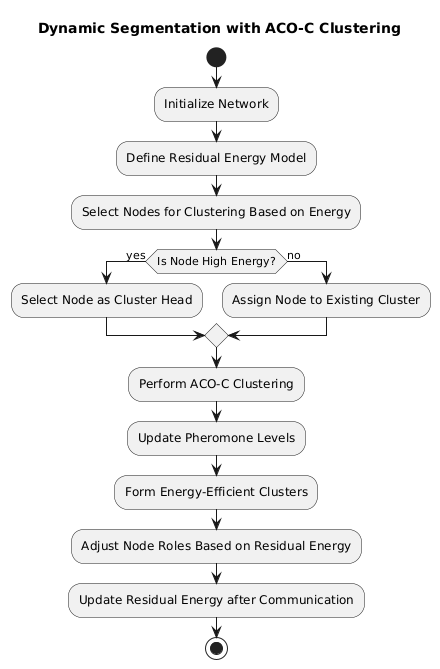 Dynamic Segmentation with ACO-C Clustering
Initialize Network
Define Residual Energy Model
Select Nodes for Clustering Based on Energy
yes
Is Node High Energy?
no
Select Node as Cluster Head
Assign Node to Existing Cluster
Perform ACO-C Clustering
Update Pheromone Levels
Form Energy-Efficient Clusters
Adjust Node Roles Based on Residual Energy
Update Residual Energy after Communication